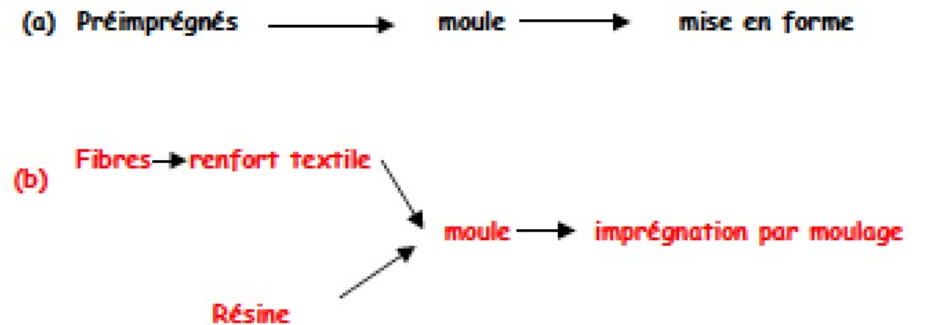 (a) Préimprégnés moule mise en forme
Fibres renfort textile
(b)
moule imprégnation par moulage
Résine